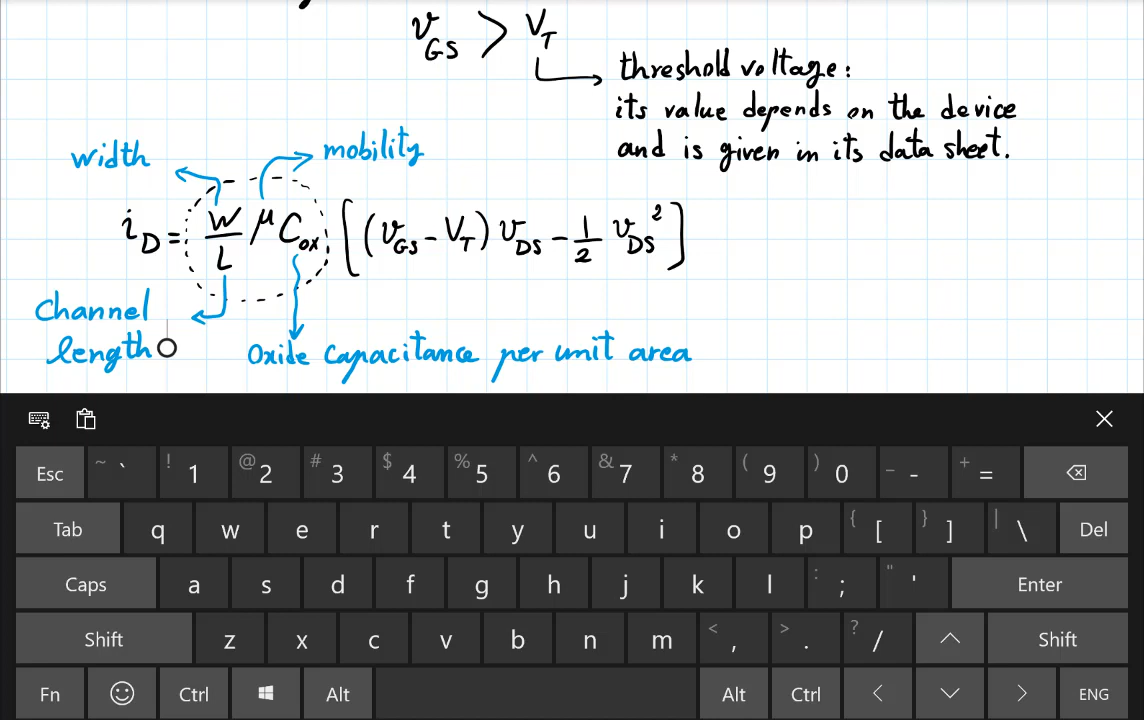 v_GS > V_T
threshold voltage:
its value depends on the device
and is given in its data sheet.
width
mobility
i_D = W/L μ C_ox [(v_GS - V_T) v_DS - 1/2 v_DS²]
Channel
length
Oxide capacitance per unit area
Esc ~ ` ! 1 @ 2 # 3 $ 4 % 5 ^ 6 & 7 * 8 ( 9 ) 0 _ - + =
Tab q w e r t y u i o p { [ } ] | \ Del
Caps a s d f g h j k l : ; " ' Enter
Shift z x c v b n m < , > . ? / Shift
Fn Ctrl Alt Alt Ctrl ENG